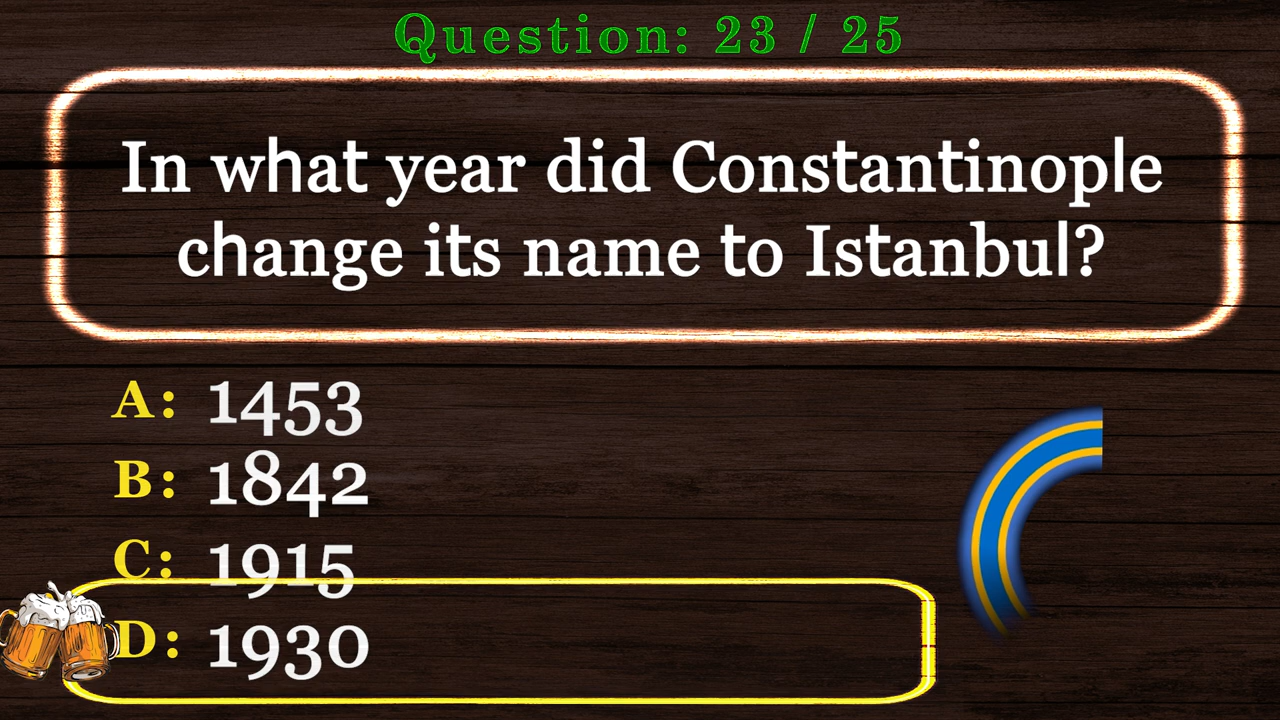 Question: 23 / 25
In what year did Constantinople
change its name to Istanbul?
A: 1453
B: 1842
C: 1915
D: 1930